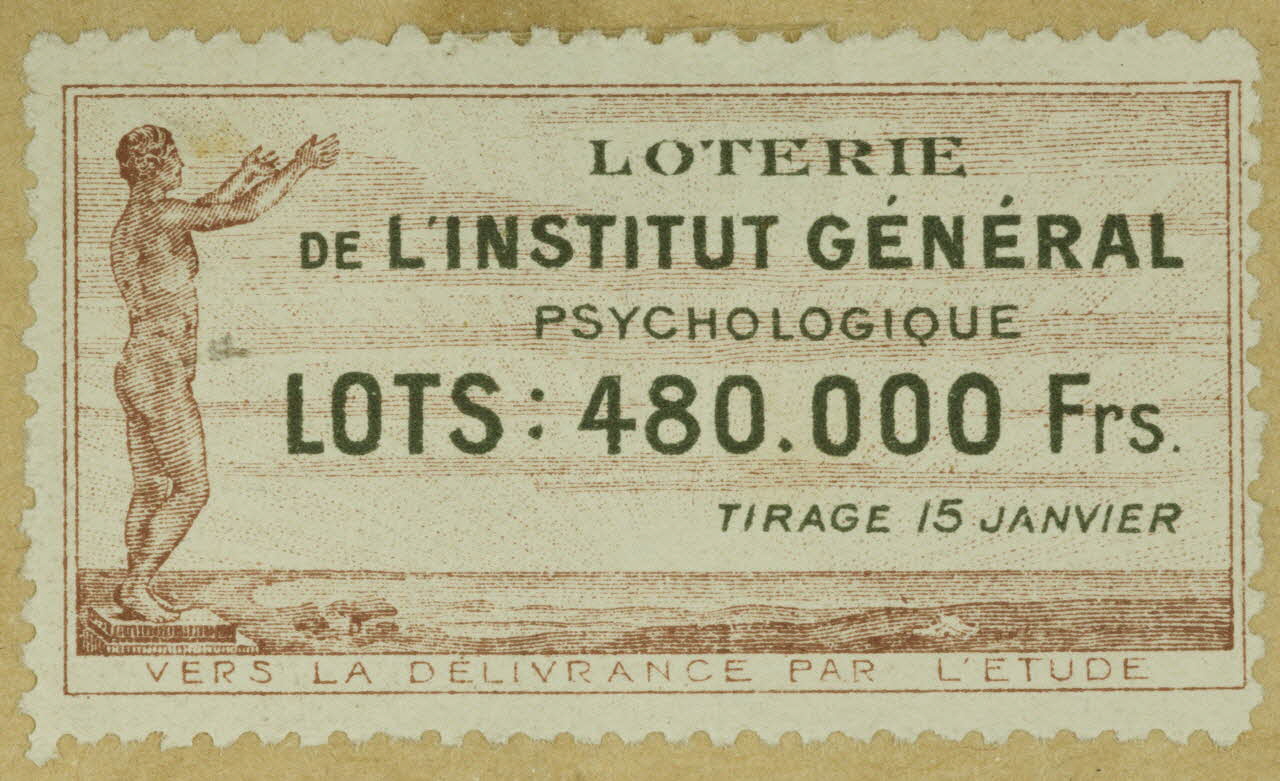 LOTERIE
DE L'INSTITUT GÉNÉRAL
PSYCHOLOGIQUE
LOTS : 480.000 Frs.
TIRAGE 15 JANVIER
VERS LA DÉLIVRANCE PAR L'ETUDE